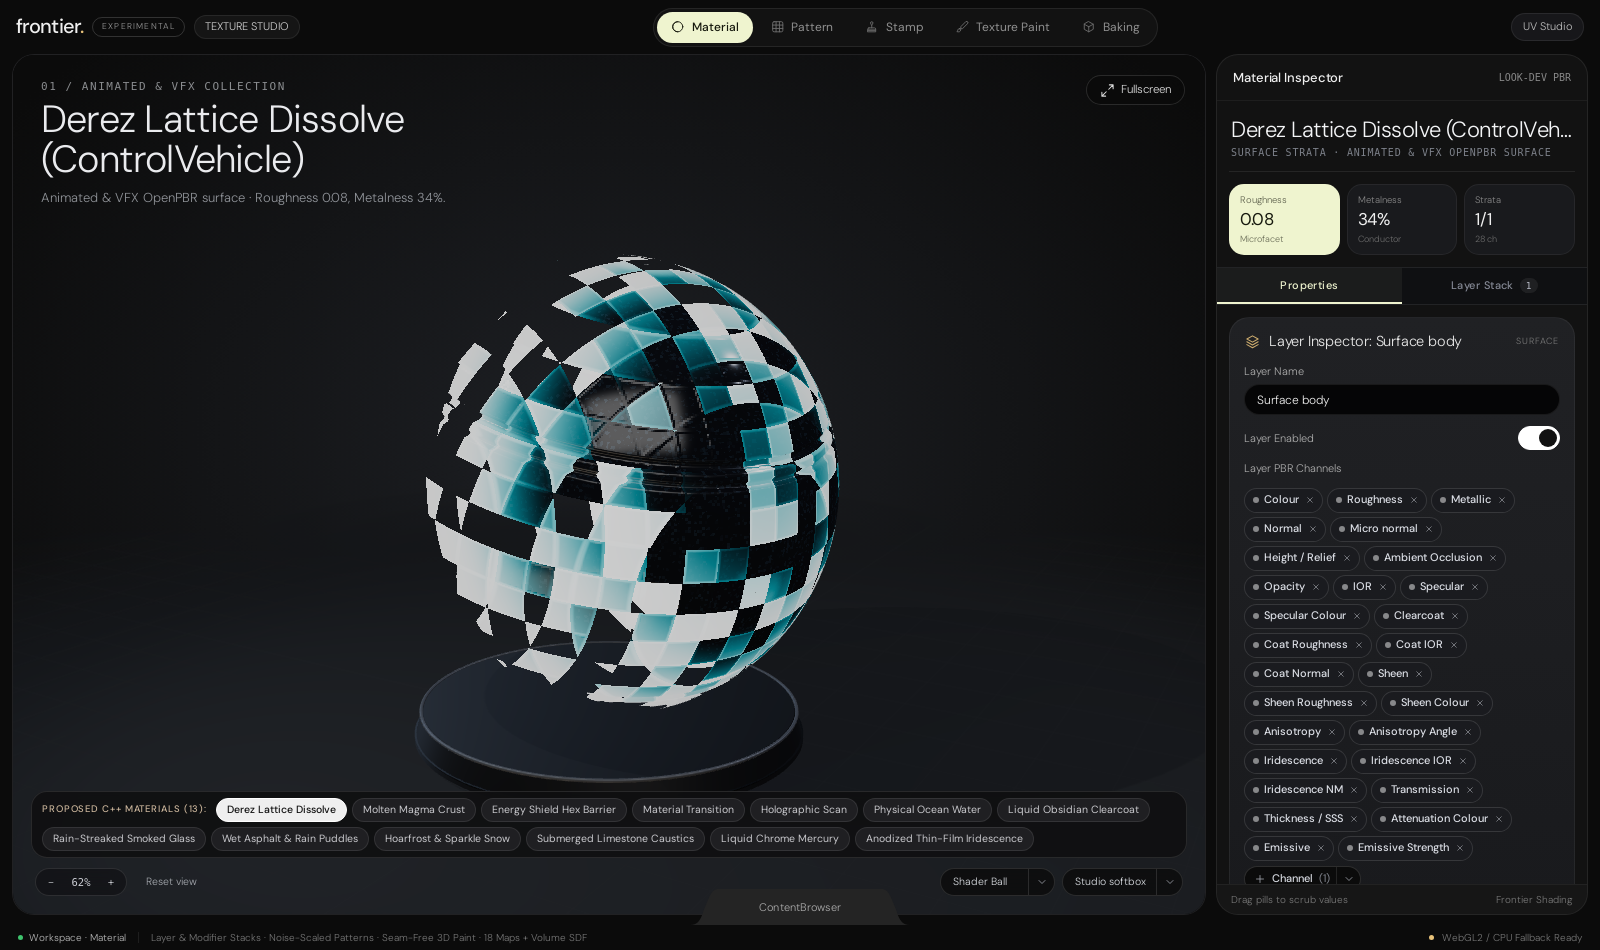 frontier.
EXPERIMENTAL
TEXTURE STUDIO
Material
Pattern
Stamp
Texture Paint
Baking
UV Studio
01 / ANIMATED & VFX COLLECTION
Derez Lattice Dissolve
(ControlVehicle)
Animated & VFX OpenPBR surface · Roughness 0.08, Metalness 34%.
Fullscreen
Material Inspector
LOOK-DEV PBR
Derez Lattice Dissolve (ControlVeh...
SURFACE STRATA · ANIMATED & VFX OPENPBR SURFACE
Roughness
0.08
Microfacet
Metalness
34%
Conductor
Strata
1/1
28 ch
Properties
Layer Stack 1
Layer Inspector: Surface body
SURFACE
Layer Name
Surface body
Layer Enabled
Layer PBR Channels
Colour × Roughness × Metallic ×
Normal × Micro normal ×
Height / Relief × Ambient Occlusion ×
Opacity × IOR × Specular ×
Specular Colour × Clearcoat ×
Coat Roughness × Coat IOR ×
Coat Normal × Sheen ×
Sheen Roughness × Sheen Colour ×
Anisotropy × Anisotropy Angle ×
Iridescence × Iridescence IOR ×
Iridescence NM × Transmission ×
Thickness / SSS × Attenuation Colour ×
Emissive × Emissive Strength ×
+ Channel (1)
Drag pills to scrub values
Frontier Shading
PROPOSED C++ MATERIALS (13): Derez Lattice Dissolve Molten Magma Crust Energy Shield Hex Barrier Material Transition Holographic Scan Physical Ocean Water Liquid Obsidian Clearcoat
Rain-Streaked Smoked Glass Wet Asphalt & Rain Puddles Hoarfrost & Sparkle Snow Submerged Limestone Caustics Liquid Chrome Mercury Anodized Thin-Film Iridescence
− 62% +
Reset view
Shader Ball
Studio softbox
ContentBrowser
Workspace · Material
Layer & Modifier Stacks · Noise-Scaled Patterns · Seam-Free 3D Paint · 18 Maps + Volume SDF
WebGL2 / CPU Fallback Ready